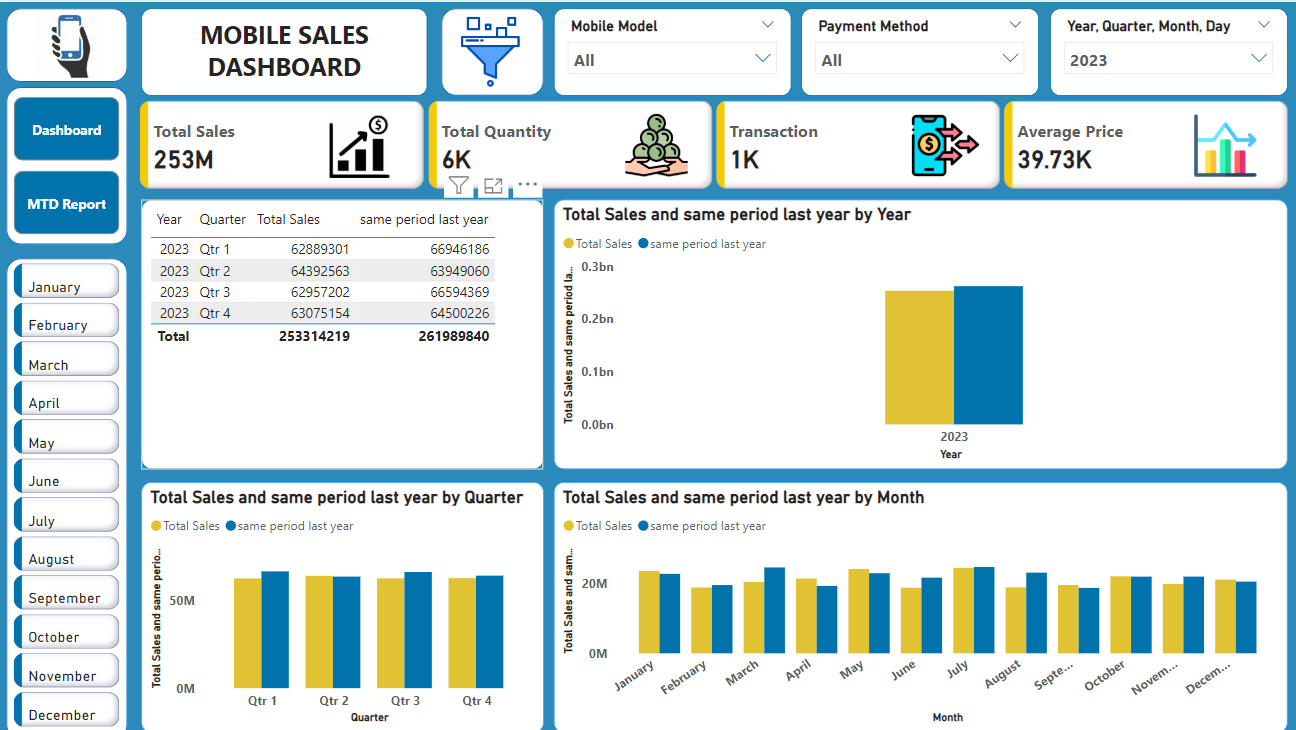 MOBILE SALES
DASHBOARD
Mobile Model
All
Payment Method
All
Year, Quarter, Month, Day
2023
Dashboard
MTD Report
Total Sales
253M
Total Quantity
6K
Transaction
1K
Average Price
39.73K
January
February
March
April
May
June
July
August
September
October
November
December
Year Quarter Total Sales same period last year
2023 Qtr 1 62889301 66946186
2023 Qtr 2 64392563 63949060
2023 Qtr 3 62957202 66594369
2023 Qtr 4 63075154 64500226
Total 253314219 261989840
Total Sales and same period last year by Year
Total Sales same period last year
Total Sales and same period la...
0.3bn
0.2bn
0.1bn
0.0bn
2023
Year
Total Sales and same period last year by Quarter
Total Sales same period last year
Total Sales and same perio...
50M
0M
Qtr 1 Qtr 2 Qtr 3 Qtr 4
Quarter
Total Sales and same period last year by Month
Total Sales same period last year
Total Sales and sam...
20M
0M
January February March April May June July August Septe... October Novem... Decem...
Month